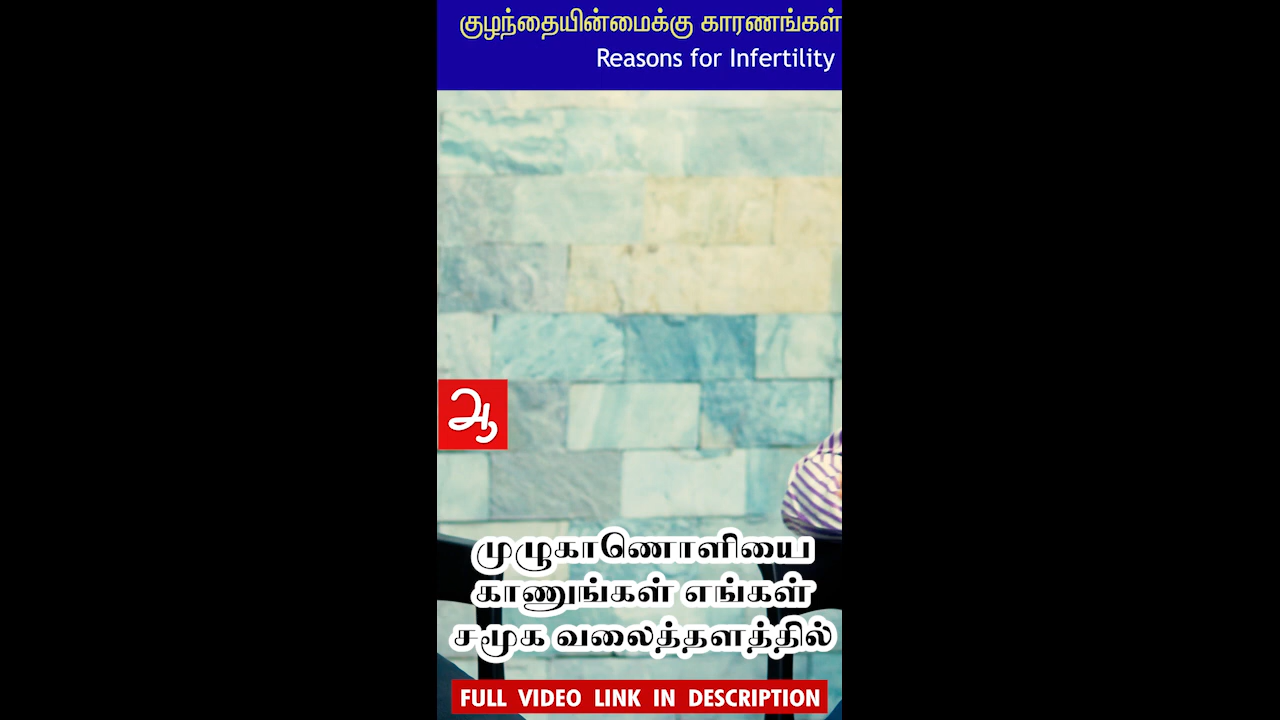 குழந்தையின்மைக்கு காரணங்கள்
Reasons for Infertility
ஆ
முழுகாணொளியை
காணுங்கள் எங்கள்
சமூக வலைத்தளத்தில்
FULL VIDEO LINK IN DESCRIPTION